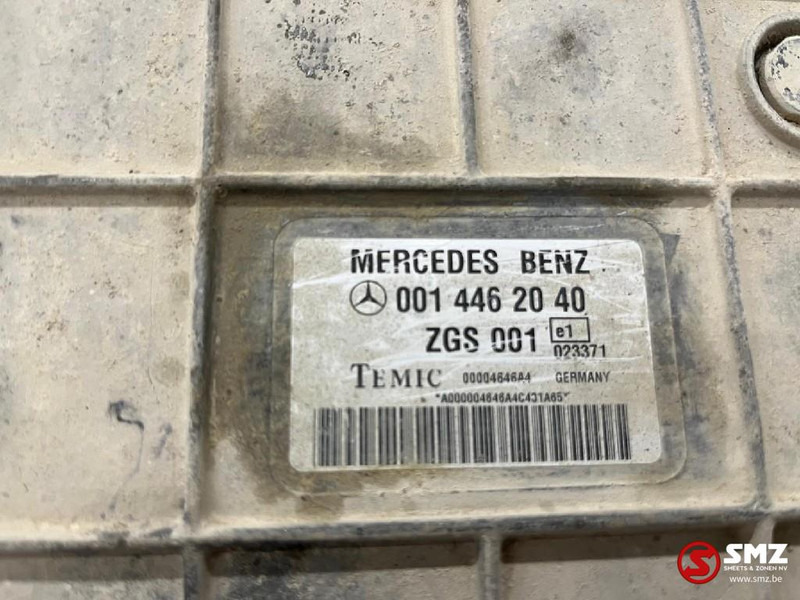 MERCEDES BENZ
001 446 20 40
ZGS 001 e1
023371
TEMIC 00004646A4 GERMANY
*A000004646A4C431A65*
SMZ
SHEETS & ZONEN NV
www.smz.be